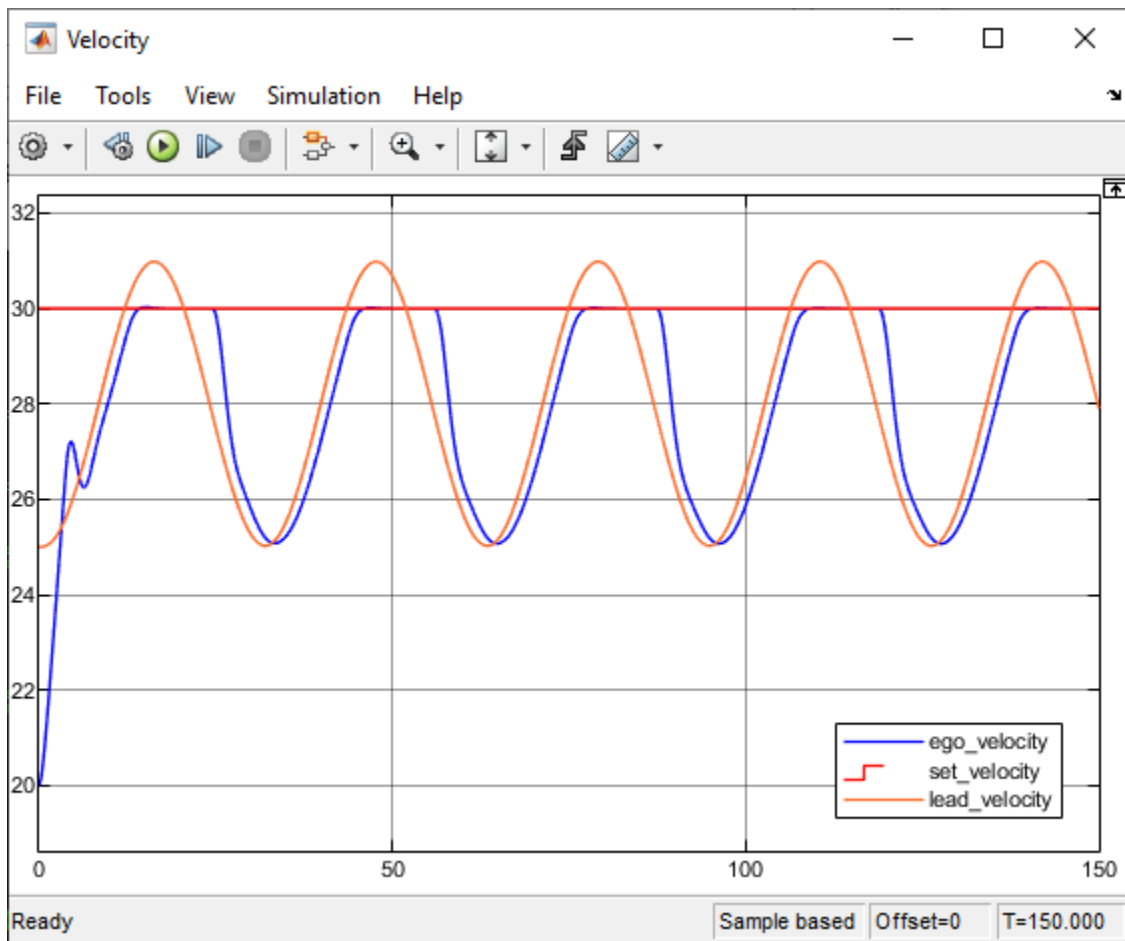 Velocity
File Tools View Simulation Help
32
30
28
26
24
22
20
ego_velocity
set_velocity
lead_velocity
0 50 100 150
Ready Sample based Offset=0 T=150.000